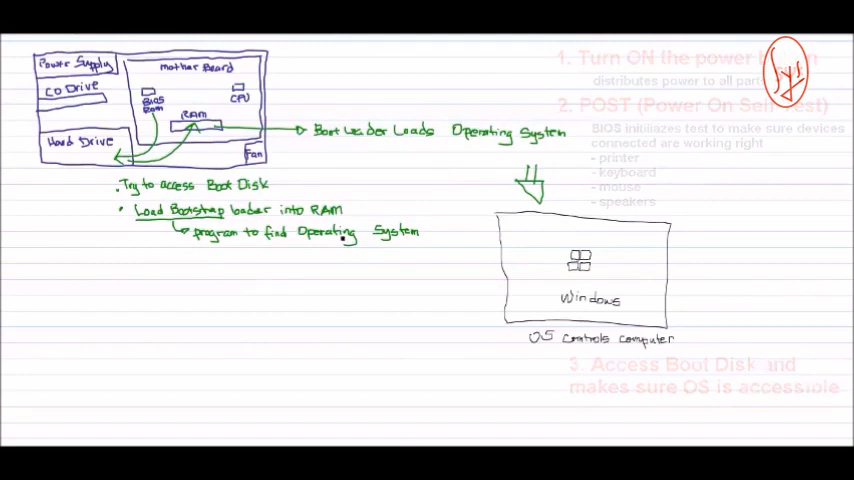 Power Supply
CD Drive
Hard Drive
mother Board
BIOS
Ram
CPU
RAM
Fan
Boot Loader Loads Operating System
. Try to access Boot Disk
• Load Bootstrap loader into RAM
program to find Operating System
Windows
OS controls computer
1. Turn ON the power
distributes power to all par
2. POST (Power On Self Test)
BIOS initiliazes test to make sure devices
connected are working right
- printer
- keyboard
- mouse
- speakers
3. Access Boot Disk and
makes sure OS is accessible